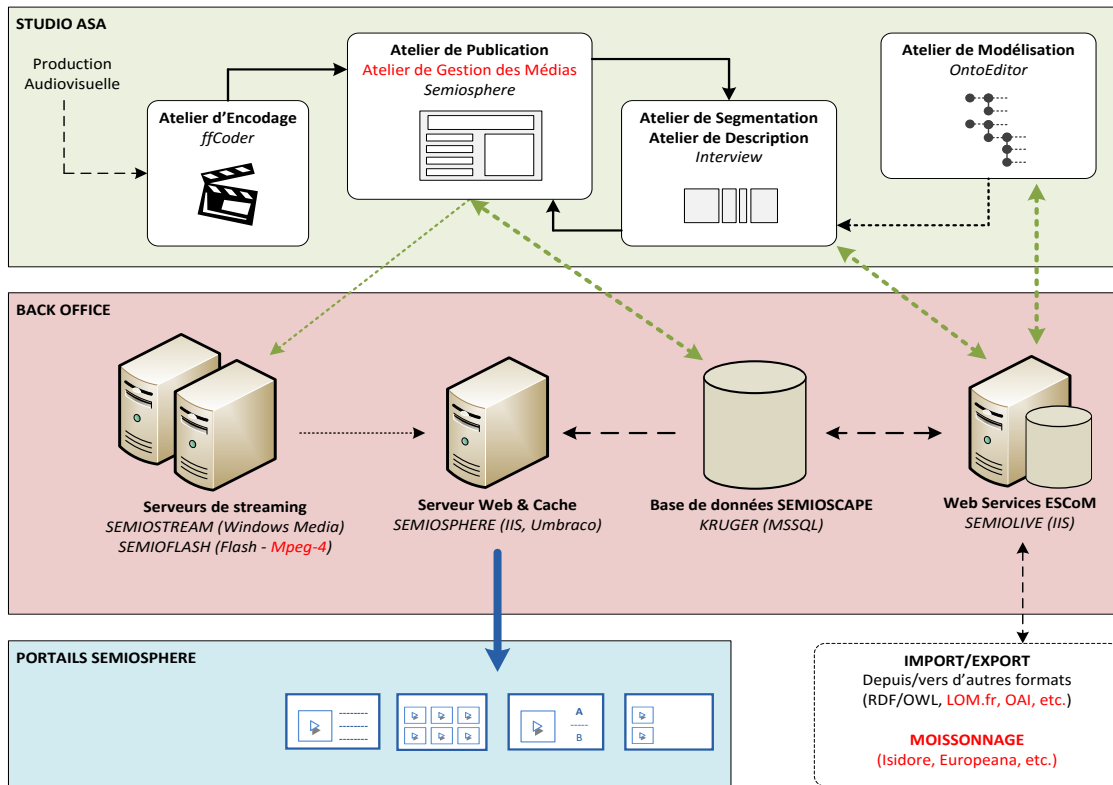 STUDIO ASA
Production
Audiovisuelle
Atelier d'Encodage
ffCoder
Atelier de Publication
Atelier de Gestion des Médias
Semiosphere
Atelier de Segmentation
Atelier de Description
Interview
Atelier de Modélisation
OntoEditor
BACK OFFICE
Serveurs de streaming
SEMIOSTREAM (Windows Media)
SEMIOFLASH (Flash - Mpeg-4)
Serveur Web & Cache
SEMIOSPHERE (IIS, Umbraco)
Base de données SEMIOSCAPE
KRUGER (MSSQL)
Web Services ESCoM
SEMIOLIVE (IIS)
PORTAILS SEMIOSPHERE
A
B
IMPORT/EXPORT
Depuis/vers d'autres formats
(RDF/OWL, LOM.fr, OAI, etc.)
MOISSONNAGE
(Isidore, Europeana, etc.)